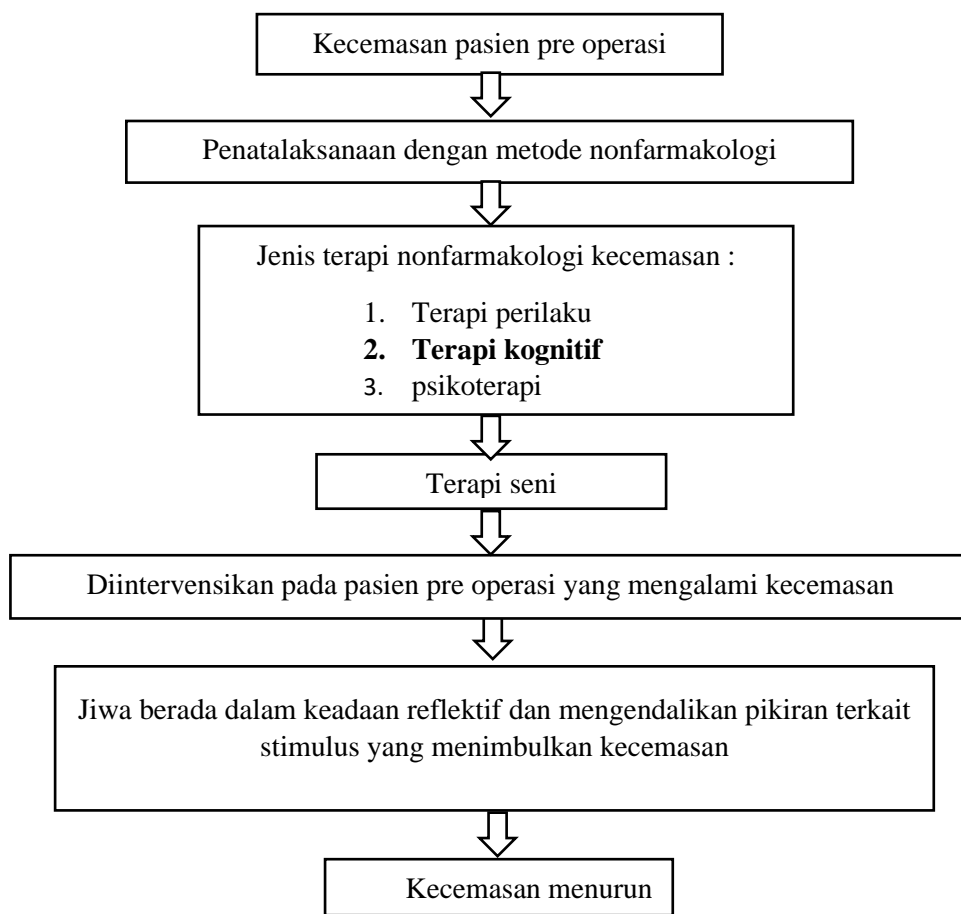 Kecemasan pasien pre operasi
Penatalaksanaan dengan metode nonfarmakologi
Jenis terapi nonfarmakologi kecemasan :
1. Terapi perilaku
2. Terapi kognitif
3. psikoterapi
Terapi seni
Diintervensikan pada pasien pre operasi yang mengalami kecemasan
Jiwa berada dalam keadaan reflektif dan mengendalikan pikiran terkait
stimulus yang menimbulkan kecemasan
Kecemasan menurun